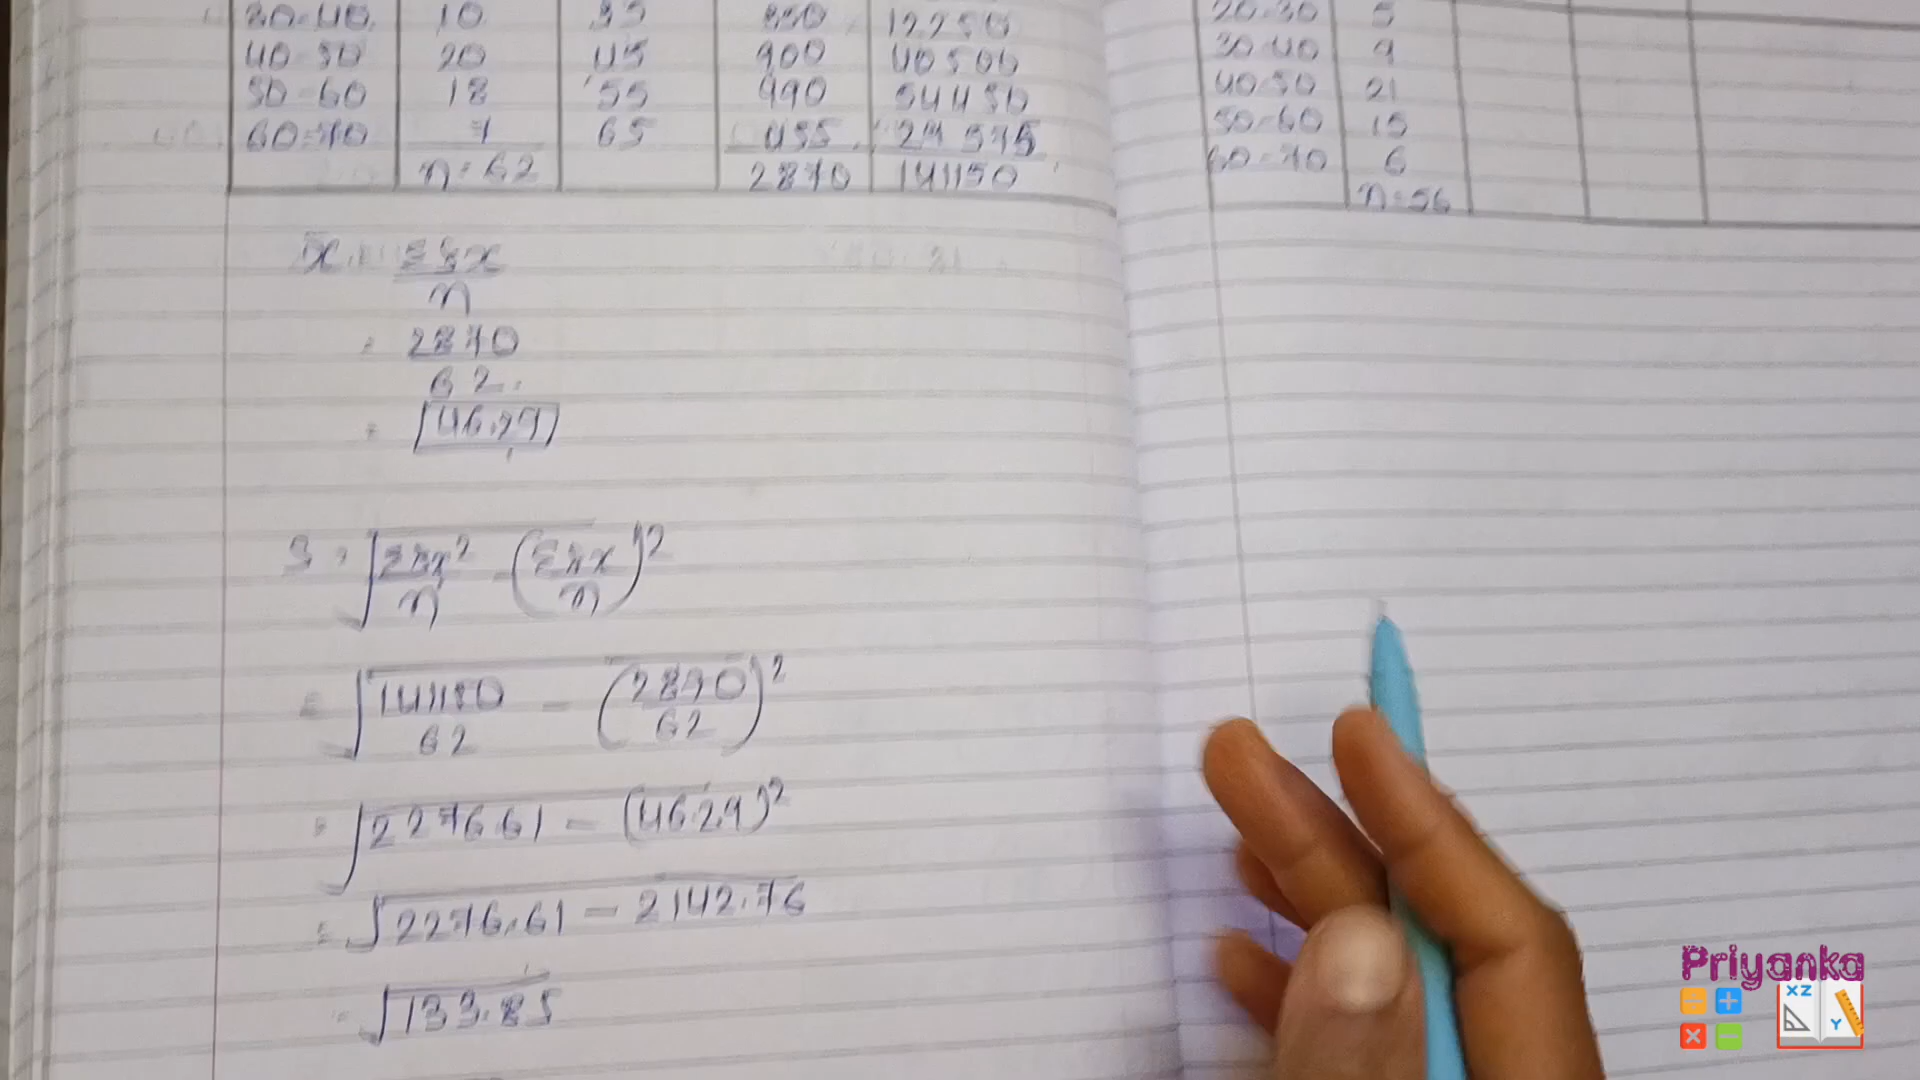 30-40 10 35 350 12250
40-50 20 45 900 40500
50-60 18 55 990 54450
60-70 7 65 455 29575
n=62 2870 141150
x̄ = Σfx
n
= 2870
62
= 46.29
S = √Σfx² - (Σfx)²
n n
= √141150 - (2870)²
62 62
= √2276.61 - (46.29)²
= √2276.61 - 2142.76
= √133.85
20-30 5
30-40 9
40-50 21
50-60 15
60-70 6
n=56
Priyanka
XZ
Y